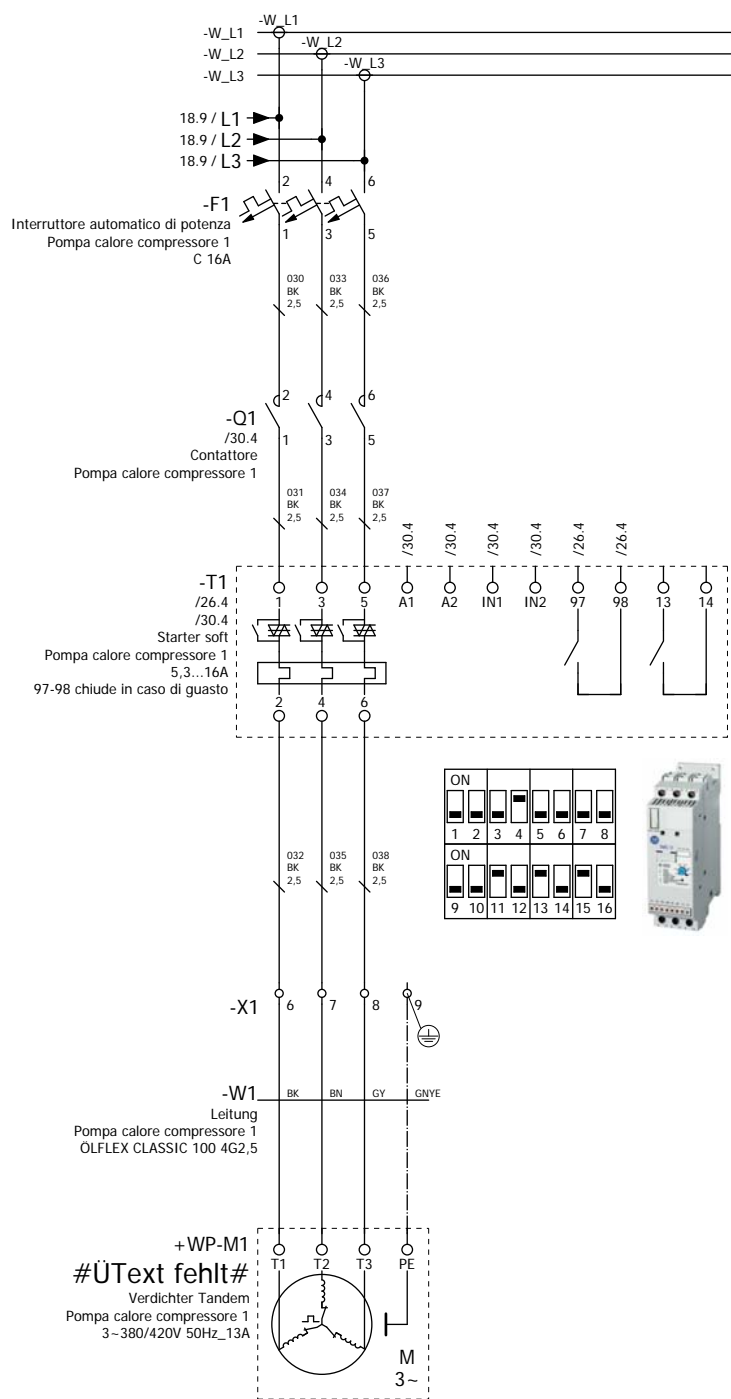 -W_L1
-W_L1
-W_L2
-W_L2
-W_L3
-W_L3
18.9 / L1
18.9 / L2
18.9 / L3
2 4 6
-F1
Interruttore automatico di potenza
Pompa calore compressore 1
C 16A
1 3 5
030 033 036
BK BK BK
2,5 2,5 2,5
2 4 6
-Q1
/30.4
Contattore
Pompa calore compressore 1
1 3 5
031 034 037
BK BK BK
2,5 2,5 2,5
/30.4 /30.4 /30.4 /30.4 /26.4 /26.4
-T1
/26.4
/30.4
Starter soft
Pompa calore compressore 1
5,3...16A
97-98 chiude in caso di guasto
1 3 5 A1 A2 IN1 IN2 97 98 13 14
2 4 6
ON
1 2 3 4 5 6 7 8
ON
9 10 11 12 13 14 15 16
032 035 038
BK BK BK
2,5 2,5 2,5
-X1
6 7 8 9
-W1
BK BN GY GNYE
Leitung
Pompa calore compressore 1
ÖLFLEX CLASSIC 100 4G2,5
+WP-M1
T1 T2 T3 PE
#ÜText fehlt#
Verdichter Tandem
Pompa calore compressore 1
3~380/420V 50Hz_13A
M
3~